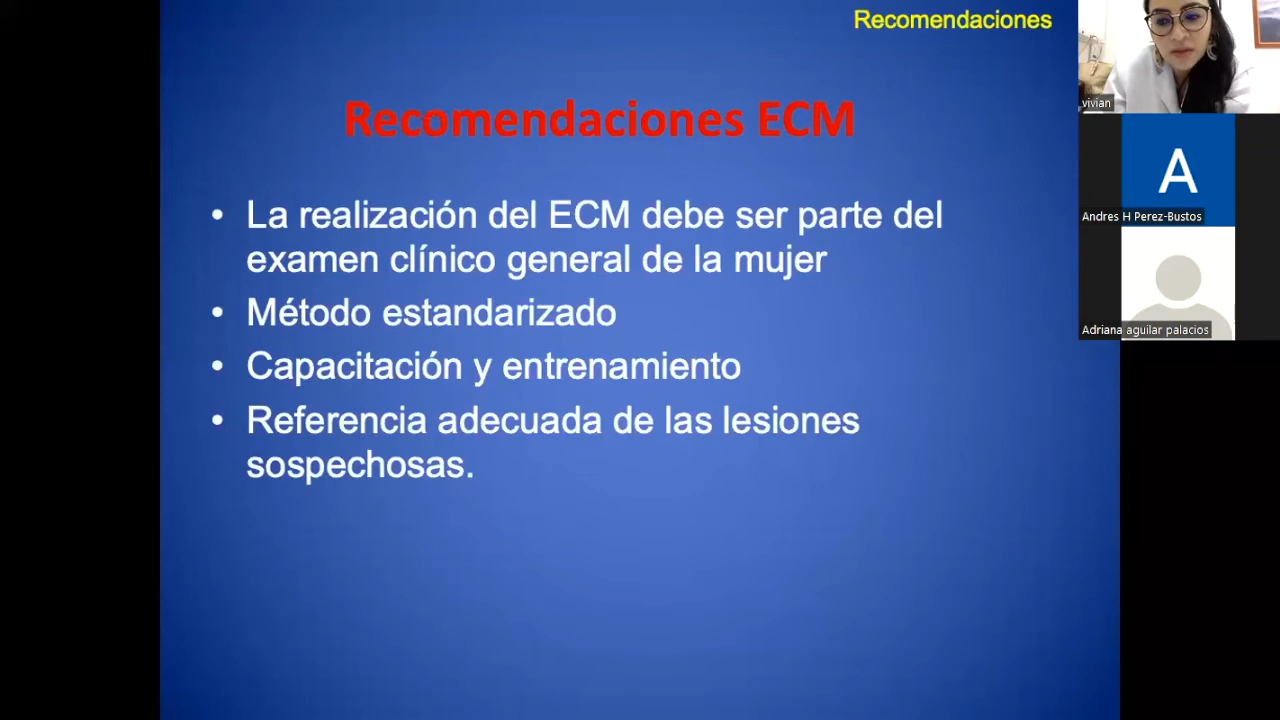 Recomendaciones
Recomendaciones ECM
• La realización del ECM debe ser parte del
examen clínico general de la mujer
• Método estandarizado
• Capacitación y entrenamiento
• Referencia adecuada de las lesiones
sospechosas.
vivian
A
Andres H Perez-Bustos
Adriana aguilar palacios